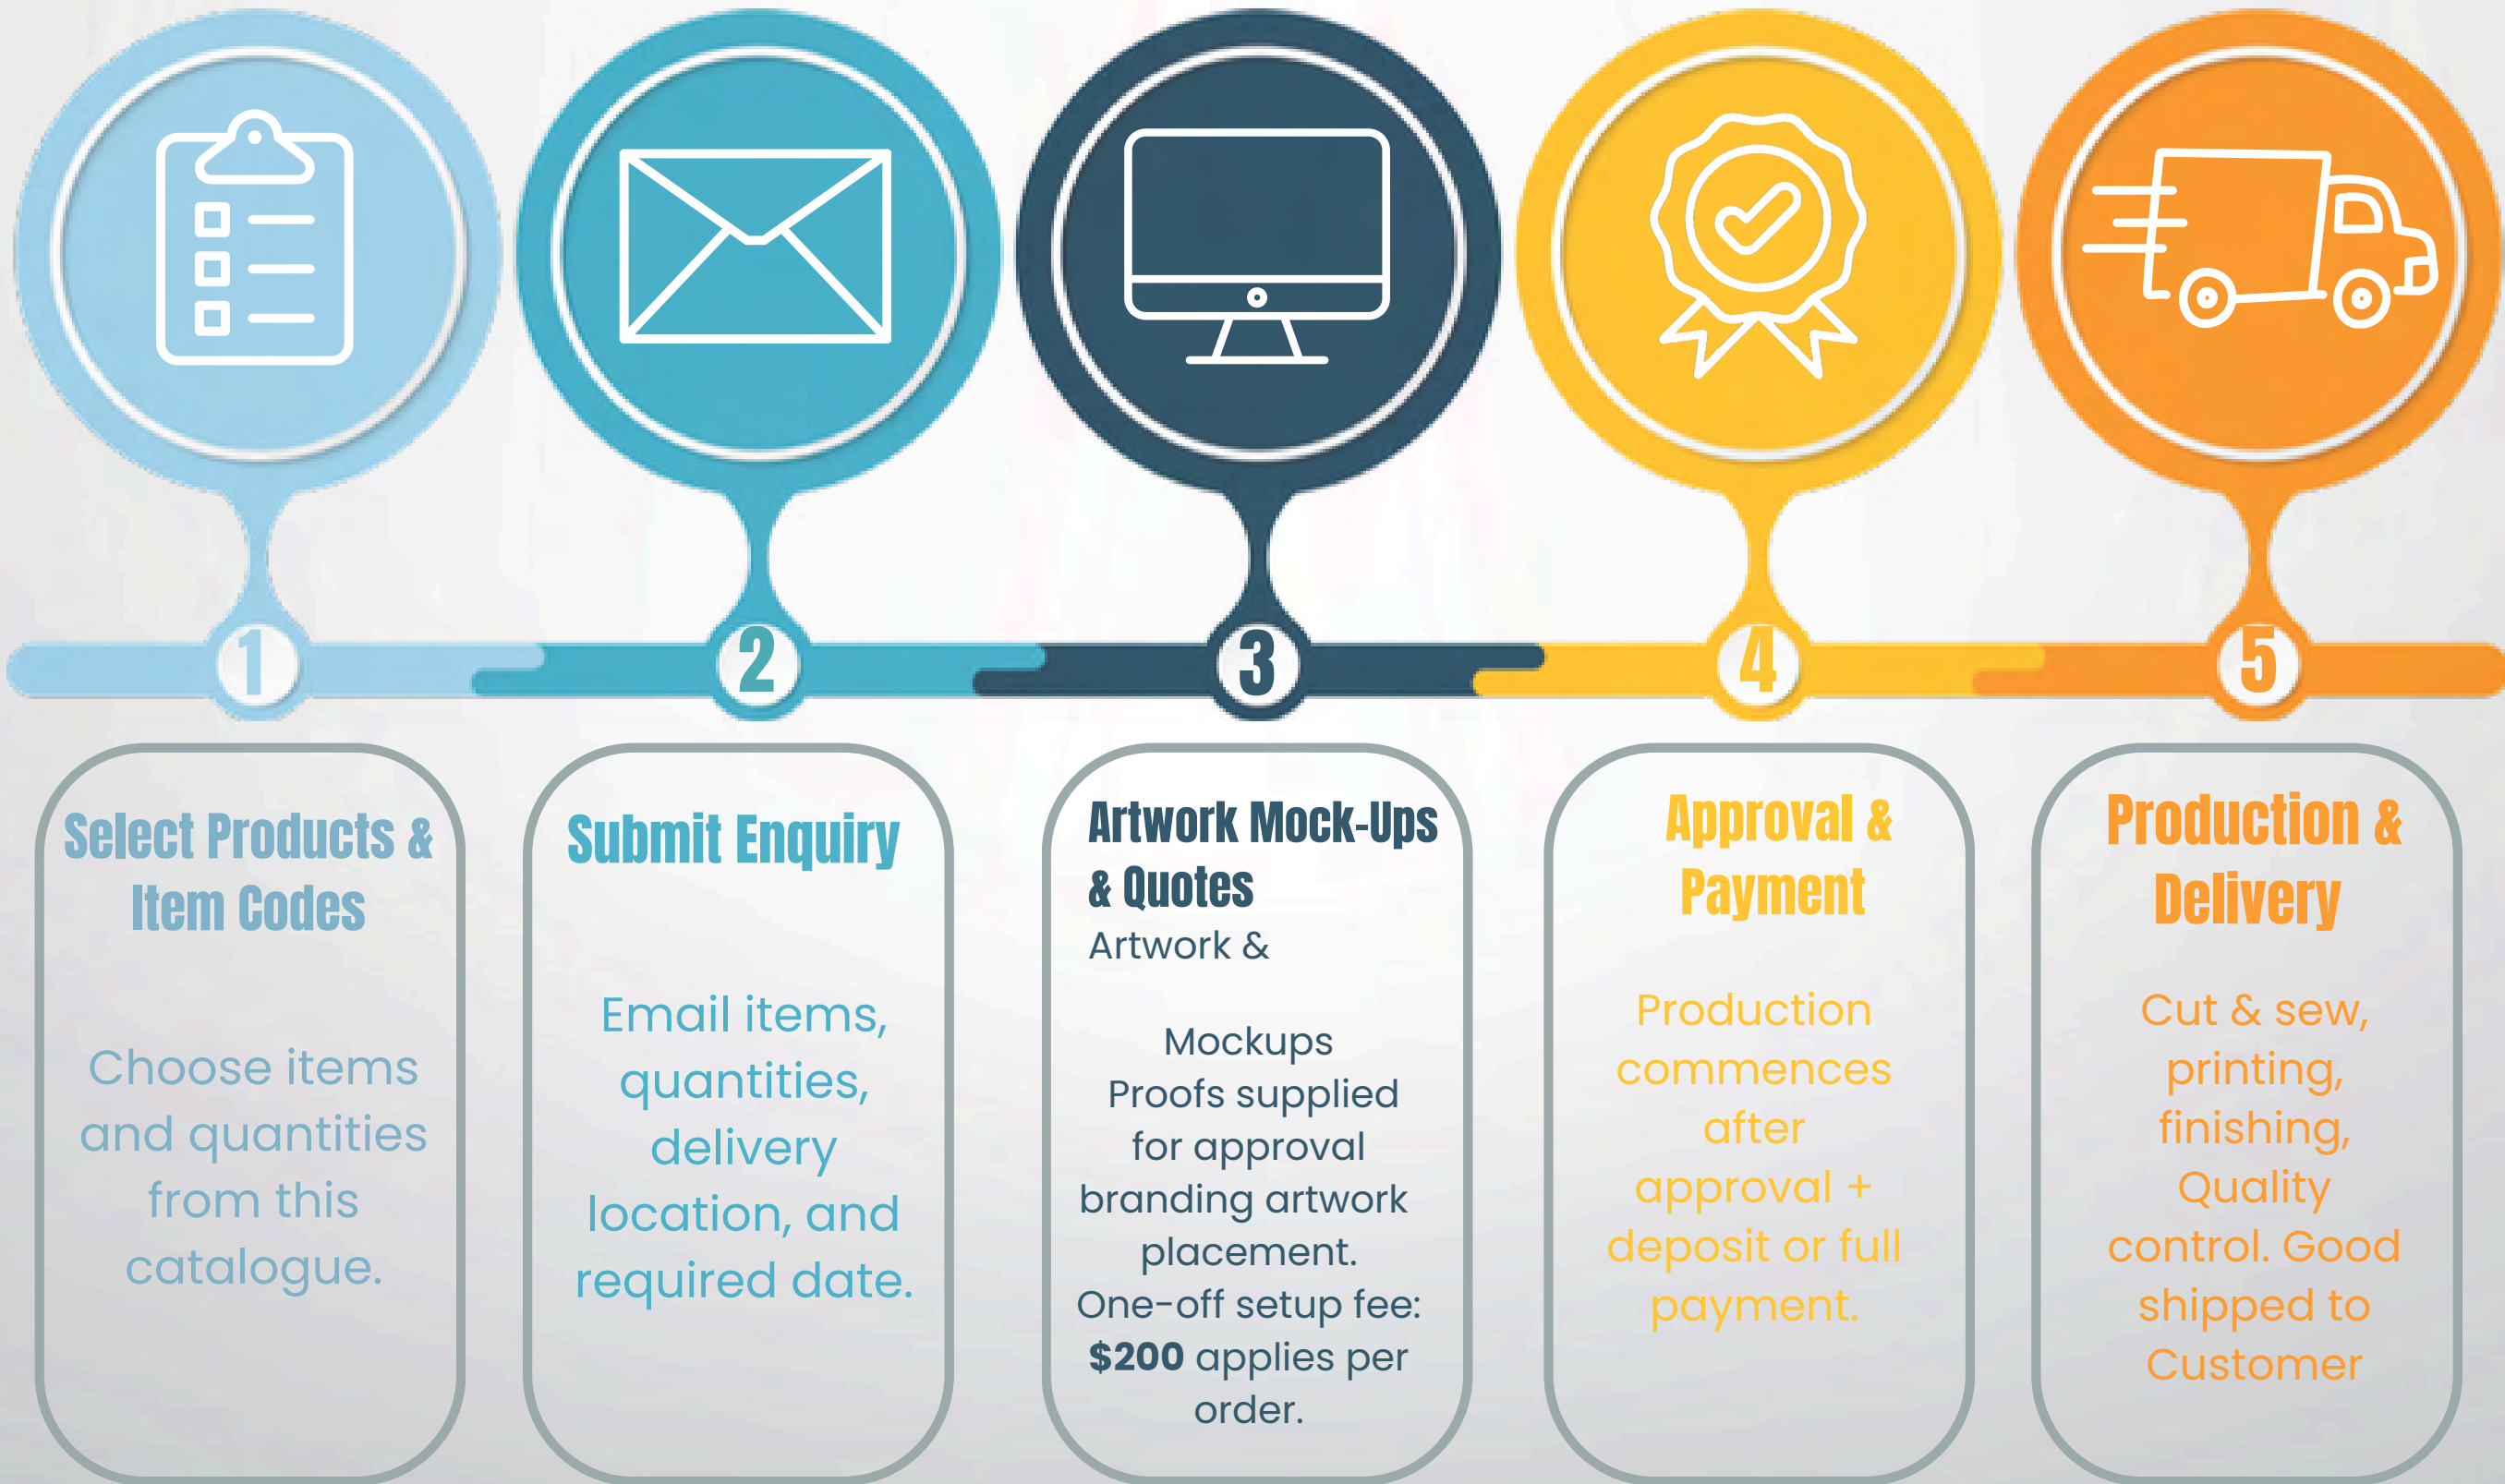 1
2
3
4
5
Select Products &
Item Codes
Choose items
and quantities
from this
catalogue.
Submit Enquiry
Email items,
quantities,
delivery
location, and
required date.
Artwork Mock-Ups
& Quotes
Artwork &
Mockups
Proofs supplied
for approval
branding artwork
placement.
One-off setup fee:
$200 applies per
order.
Approval &
Payment
Production
commences
after
approval +
deposit or full
payment.
Production &
Delivery
Cut & sew,
printing,
finishing,
Quality
control. Good
shipped to
Customer